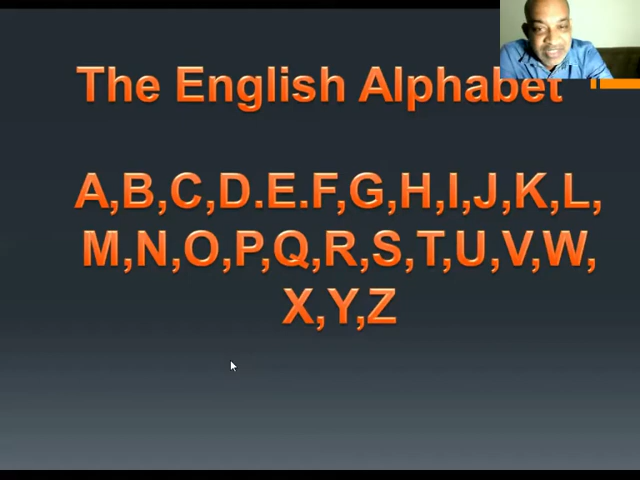 The English Alphabet
A,B,C,D.E.F,G,H,I,J,K,L,
M,N,O,P,Q,R,S,T,U,V,W,
X,Y,Z